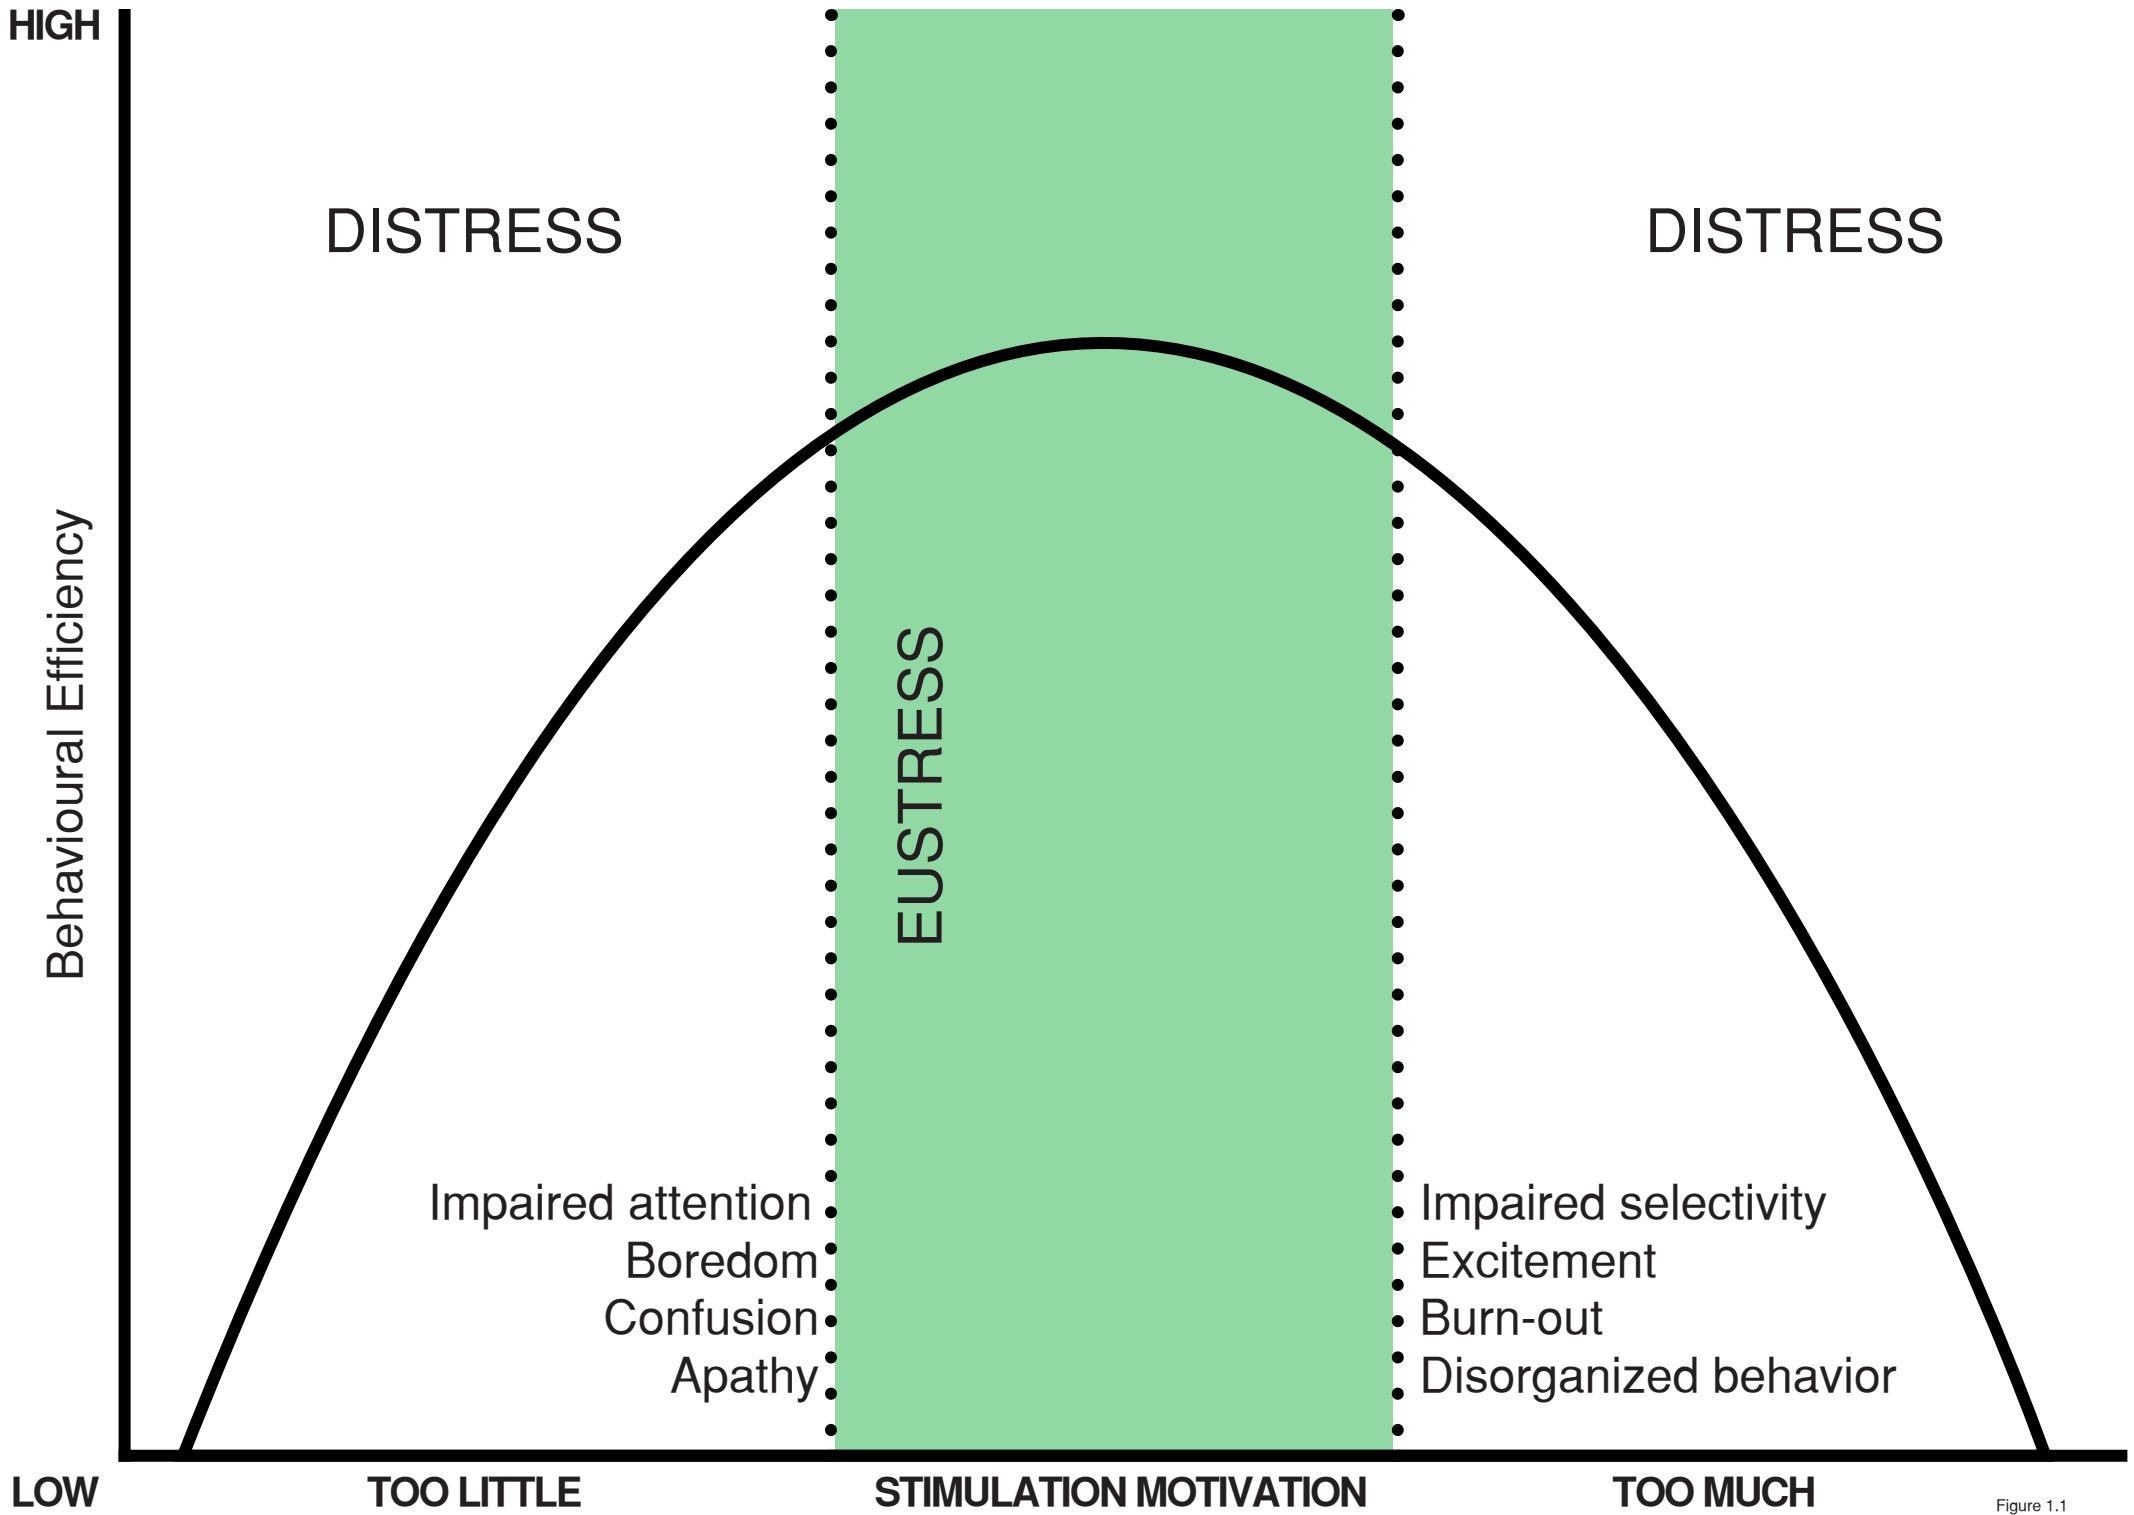 HIGH
DISTRESS
DISTRESS
Behavioural Efficiency
EUSTRESS
Impaired attention
Boredom
Confusion
Apathy
Impaired selectivity
Excitement
Burn-out
Disorganized behavior
LOW
TOO LITTLE
STIMULATION MOTIVATION
TOO MUCH
Figure 1.1